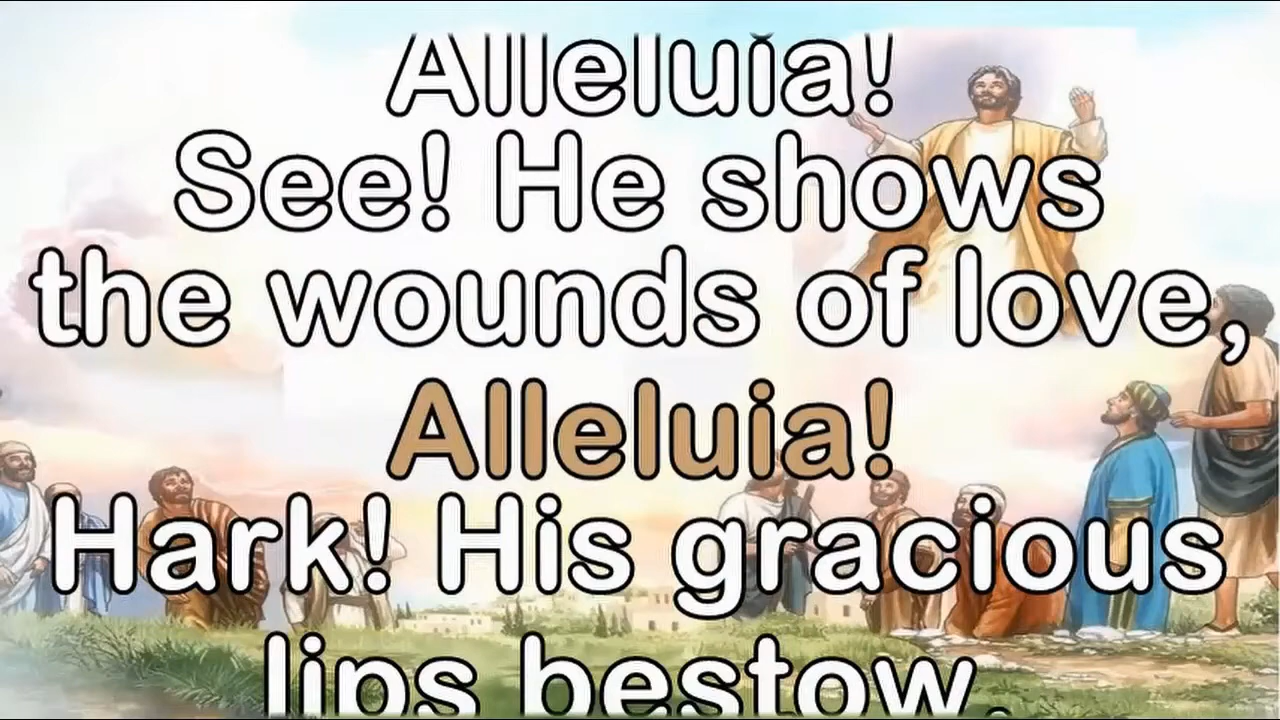 Alleluia!
See! He shows
the wounds of love,
Alleluia!
Hark! His gracious
lips bestow,